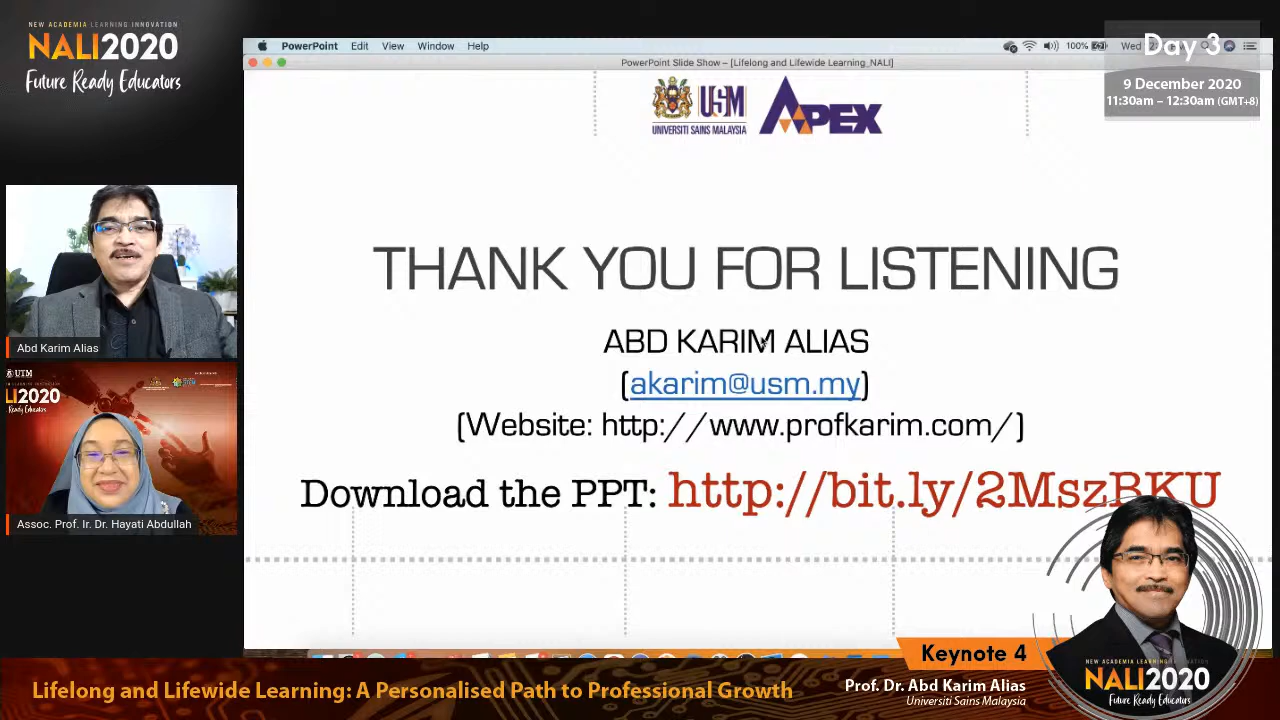 NEW ACADEMIA LEARNING INNOVATION
NALI2020
Future Ready Educators
PowerPoint Edit View Window Help
100%
Wed
PowerPoint Slide Show – [Lifelong and Lifewide Learning_NALI]
Day 3
9 December 2020
11:30am – 12:30am (GMT+8)
USM
UNIVERSITI SAINS MALAYSIA
APEX
THANK YOU FOR LISTENING
ABD KARIM ALIAS
(akarim@usm.my)
(Website: http://www.profkarim.com/)
Download the PPT: http://bit.ly/2MszBKU
Abd Karim Alias
UTM
LI2020
Ready Educators
Assoc. Prof. Ir. Dr. Hayati Abdullah
Keynote 4
Lifelong and Lifewide Learning: A Personalised Path to Professional Growth
Prof. Dr. Abd Karim Alias
Universiti Sains Malaysia
NEW ACADEMIA LEARNING INNOVATION
NALI2020
Future Ready Educators